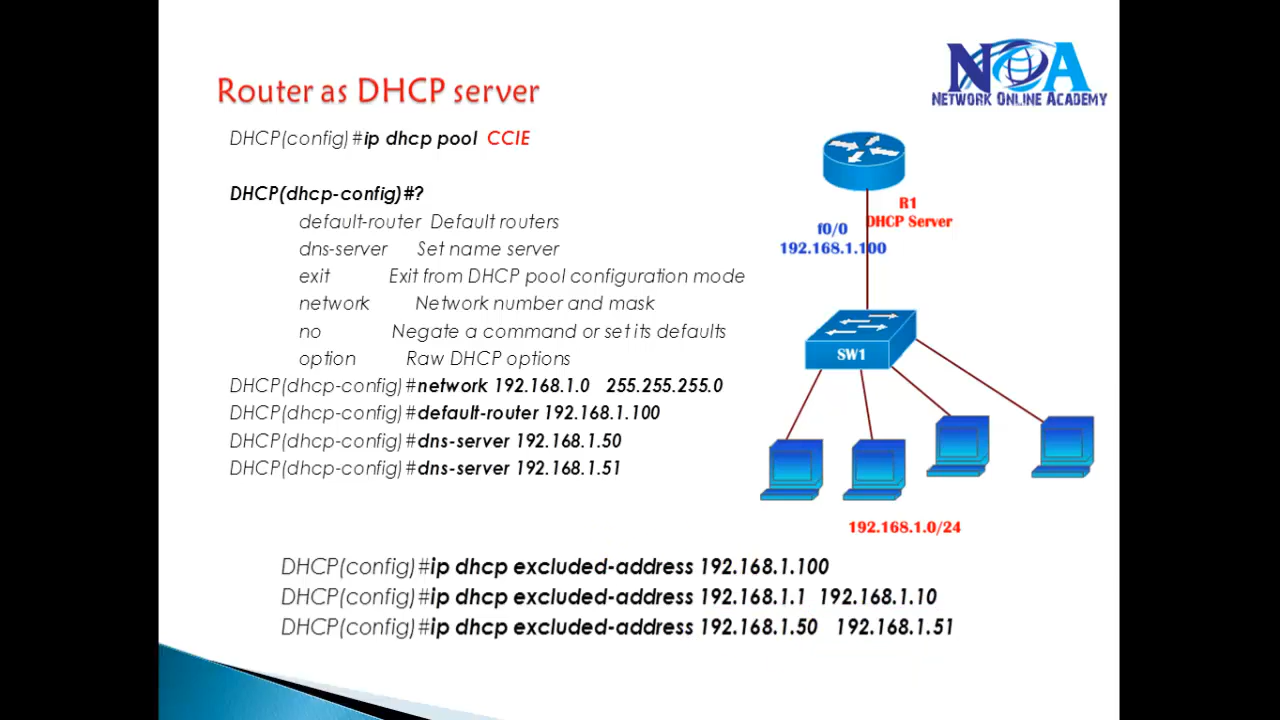 NOA
NETWORK ONLINE ACADEMY
Router as DHCP server
DHCP(config)#ip dhcp pool CCIE
DHCP(dhcp-config)#?
default-router Default routers
dns-server Set name server
exit Exit from DHCP pool configuration mode
network Network number and mask
no Negate a command or set its defaults
option Raw DHCP options
DHCP(dhcp-config)#network 192.168.1.0 255.255.255.0
DHCP(dhcp-config)#default-router 192.168.1.100
DHCP(dhcp-config)#dns-server 192.168.1.50
DHCP(dhcp-config)#dns-server 192.168.1.51
R1
DHCP Server
f0/0
192.168.1.100
SW1
192.168.1.0/24
DHCP(config)#ip dhcp excluded-address 192.168.1.100
DHCP(config)#ip dhcp excluded-address 192.168.1.1 192.168.1.10
DHCP(config)#ip dhcp excluded-address 192.168.1.50 192.168.1.51